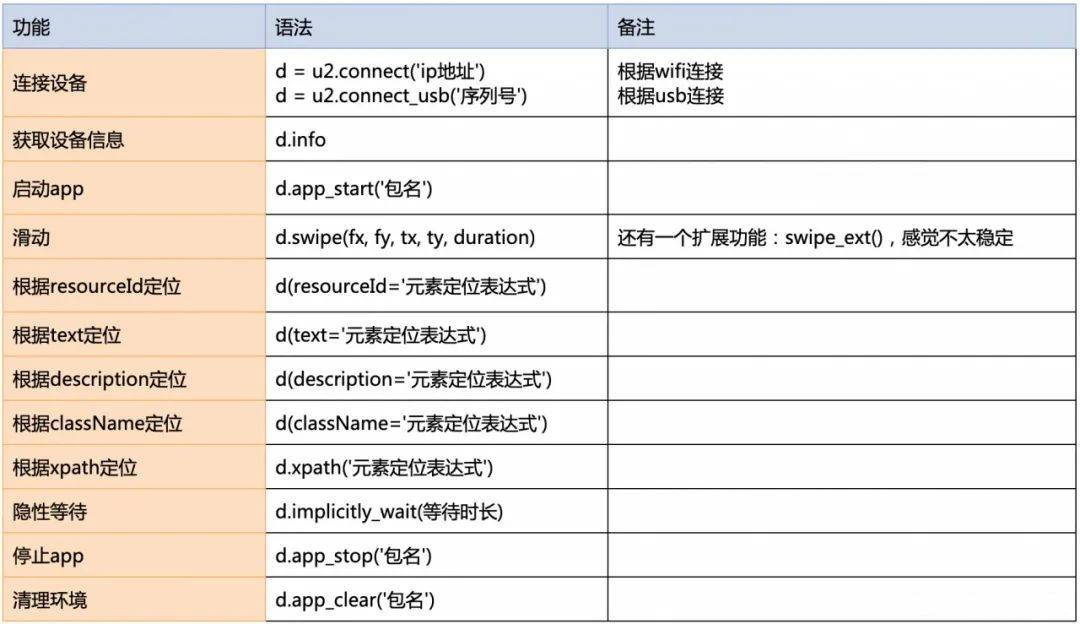 功能 语法 备注
连接设备 d = u2.connect('ip地址') 根据wifi连接
d = u2.connect_usb('序列号') 根据usb连接
获取设备信息 d.info
启动app d.app_start('包名')
滑动 d.swipe(fx, fy, tx, ty, duration) 还有一个扩展功能：swipe_ext()，感觉不太稳定
根据resourceId定位 d(resourceId='元素定位表达式')
根据text定位 d(text='元素定位表达式')
根据description定位 d(description='元素定位表达式')
根据className定位 d(className='元素定位表达式')
根据xpath定位 d.xpath('元素定位表达式')
隐性等待 d.implicitly_wait(等待时长)
停止app d.app_stop('包名')
清理环境 d.app_clear('包名')